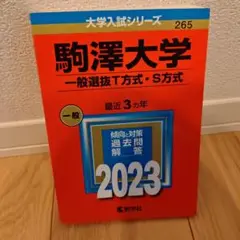 大学入試シリーズ
265
駒澤大学
一般選抜T方式・S方式
最近3カ年
一般
傾向と対策
過去問
解答
2023
教学社